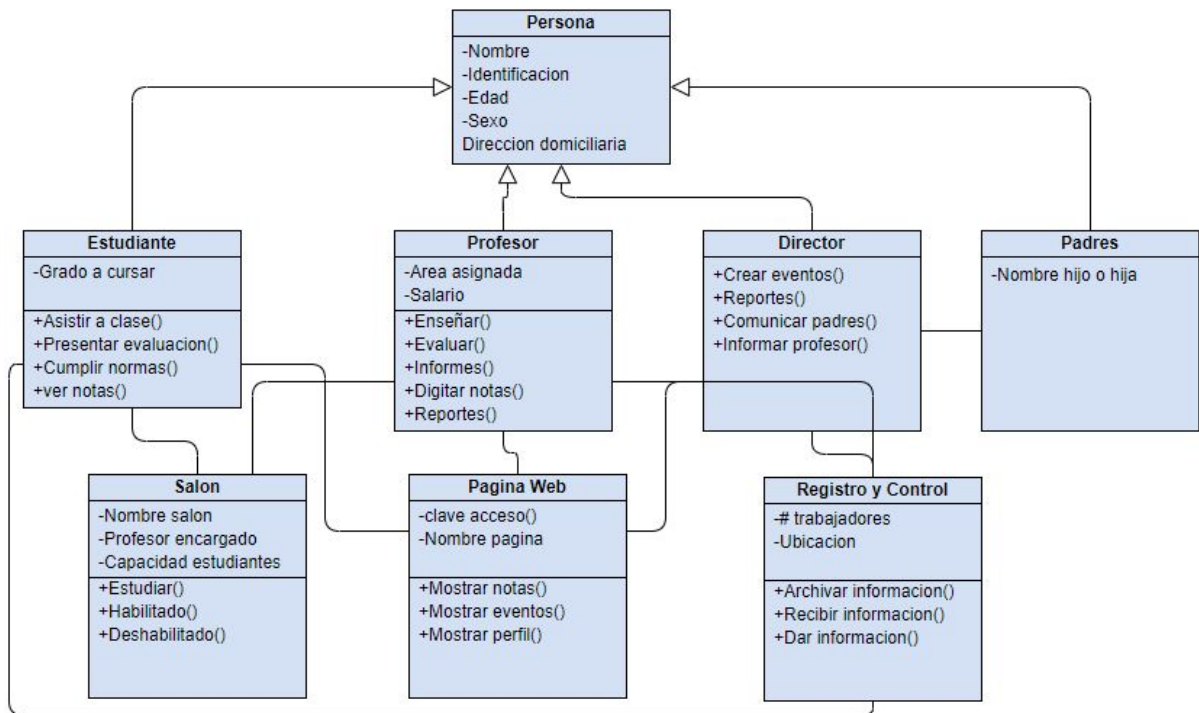 Persona
-Nombre
-Identificacion
-Edad
-Sexo
Direccion domiciliaria
Estudiante
-Grado a cursar
+Asistir a clase()
+Presentar evaluacion()
+Cumplir normas()
+ver notas()
Profesor
-Area asignada
-Salario
+Enseñar()
+Evaluar()
+Informes()
+Digitar notas()
+Reportes()
Director
+Crear eventos()
+Reportes()
+Comunicar padres()
+Informar profesor()
Padres
-Nombre hijo o hija
Salon
-Nombre salon
-Profesor encargado
-Capacidad estudiantes
+Estudiar()
+Habilitado()
+Deshabilitado()
Pagina Web
-clave acceso()
-Nombre pagina
+Mostrar notas()
+Mostrar eventos()
+Mostrar perfil()
Registro y Control
-# trabajadores
-Ubicacion
+Archivar informacion()
+Recibir informacion()
+Dar informacion()